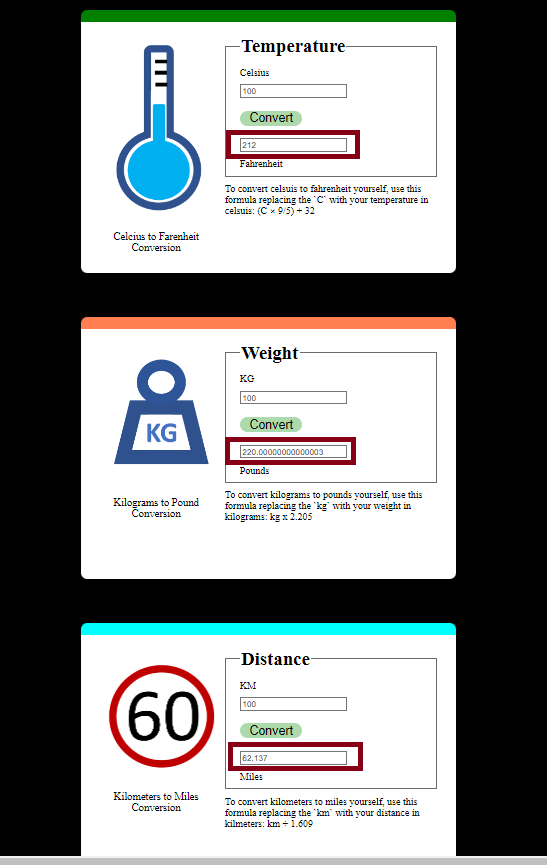 Temperature
Celsius
100
Convert
212
Fahrenheit
To convert celsuis to fahrenheit yourself, use this
formula replacing the `C` with your temperature in
celsuis: (C × 9/5) + 32
Celcius to Farenheit
Conversion
Weight
KG
100
Convert
220.00000000000003
Pounds
To convert kilograms to pounds yourself, use this
formula replacing the `kg` with your weight in
kilograms: kg x 2.205
KG
Kilograms to Pound
Conversion
Distance
KM
100
Convert
62.137
Miles
To convert kilometers to miles yourself, use this
formula replacing the `km` with your distance in
kilmeters: km ÷ 1.609
60
Kilometers to Miles
Conversion